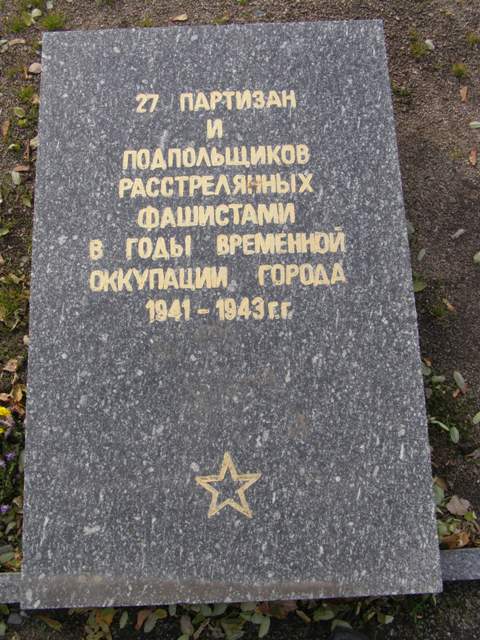 27 ПАРТИЗАН
И
ПОДПОЛЬЩИКОВ
РАССТРЕЛЯННЫХ
ФАШИСТАМИ
В ГОДЫ ВРЕМЕННОЙ
ОККУПАЦИИ ГОРОДА
1941 - 1943 г.г.